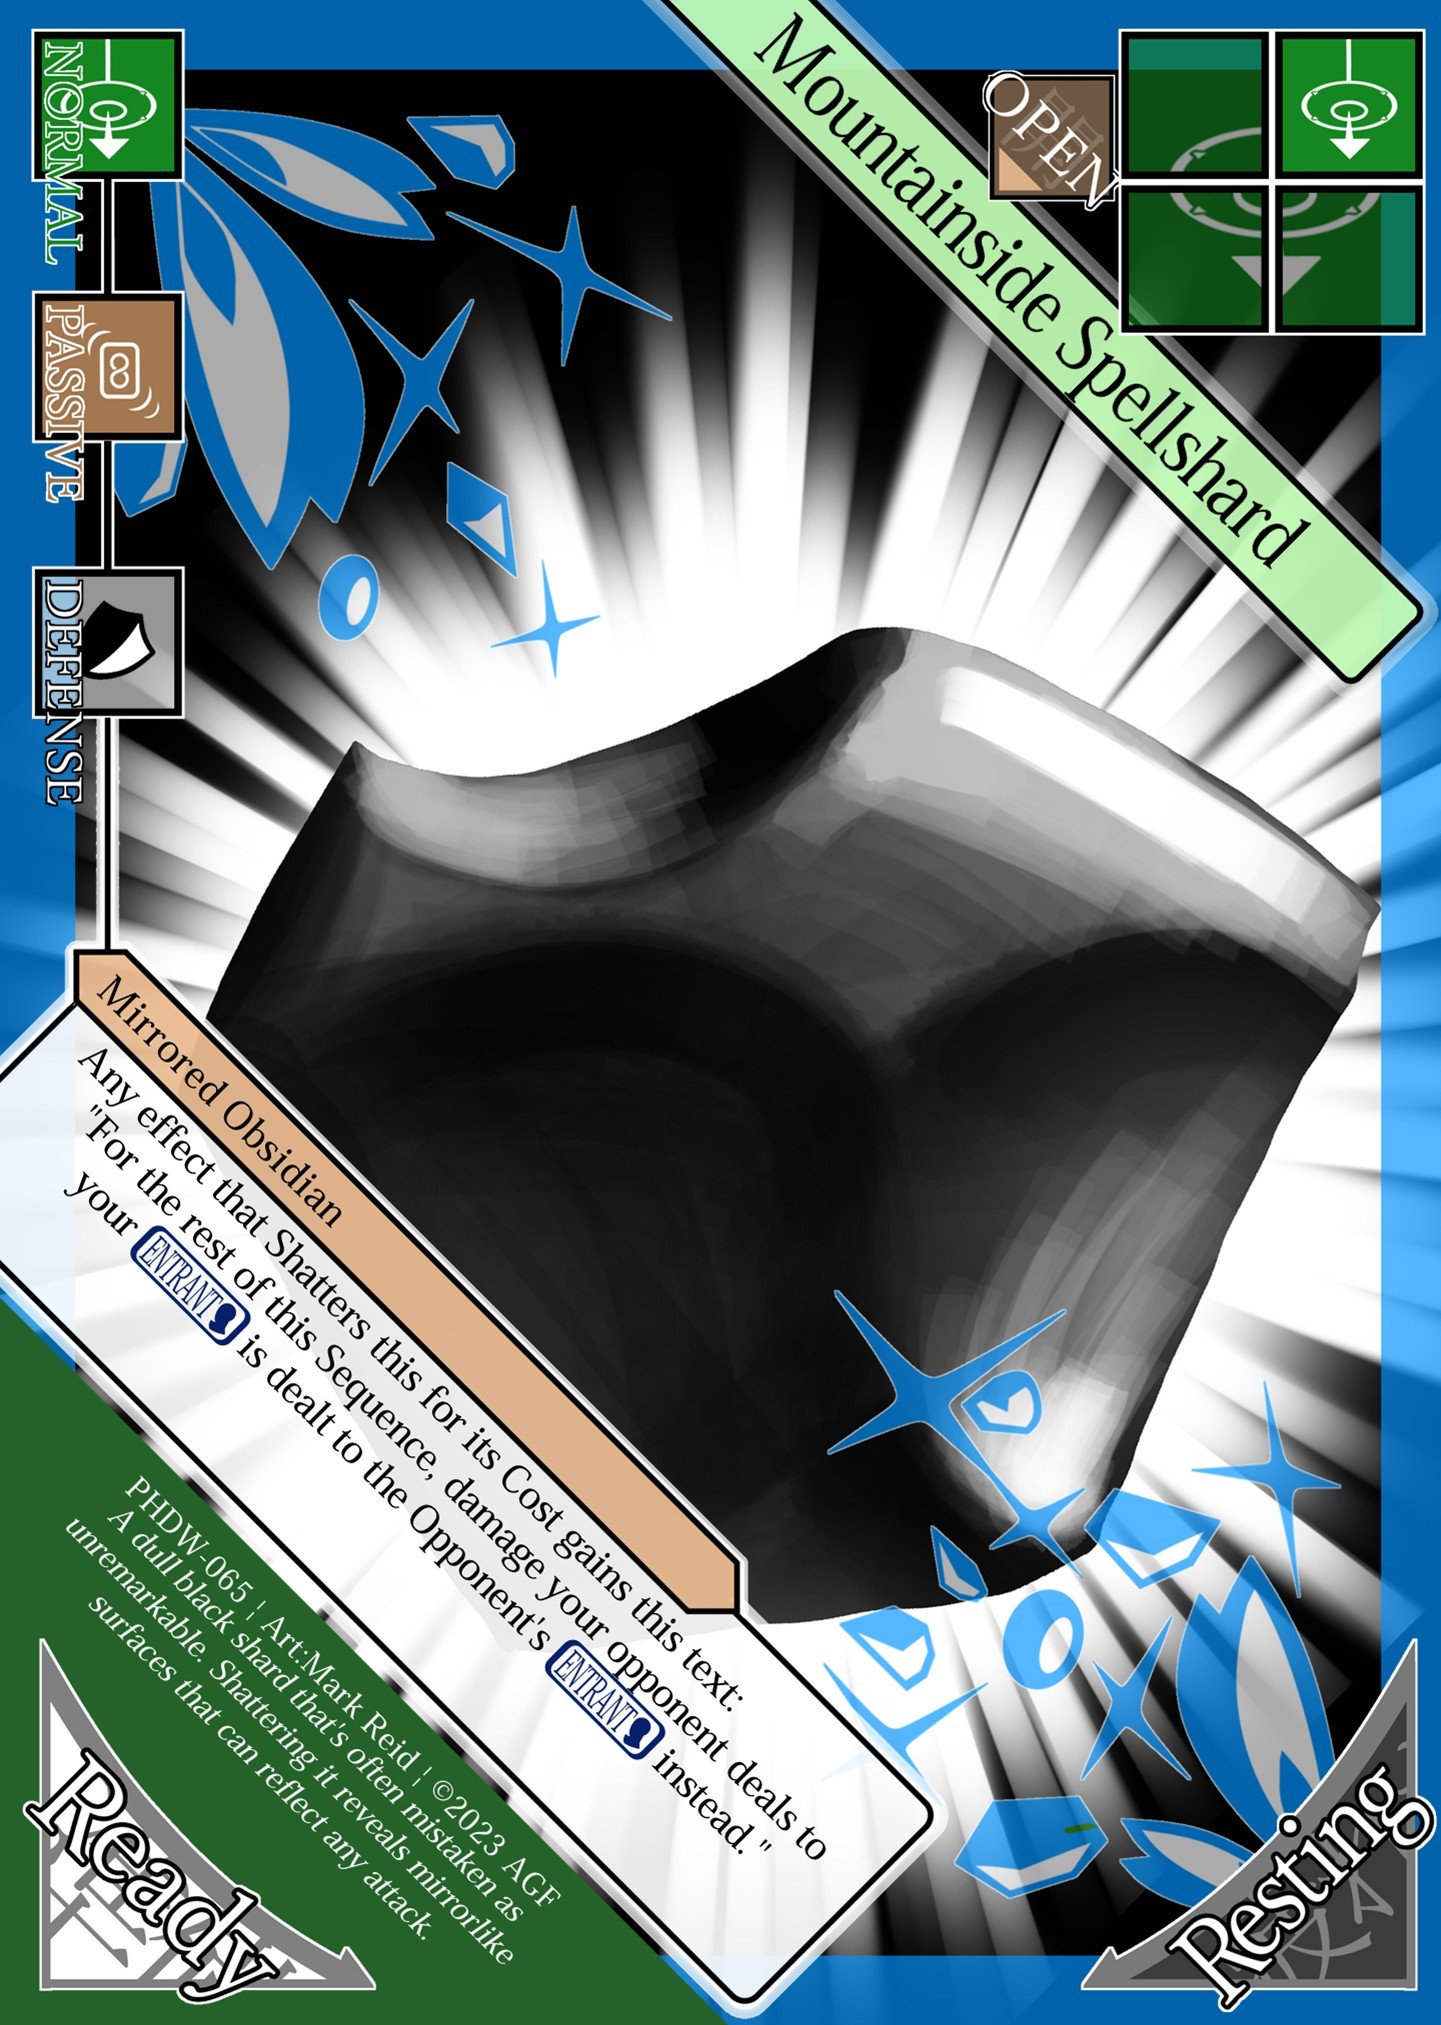 Mountainside Spellshard
OPEN
NORMAL
PASSIVE
DEFENSE
Mirrored Obsidian
Any effect that Shatters this for its Cost gains this text:
"For the rest of this Sequence, damage your opponent deals to
your ENTRANT is dealt to the Opponent's ENTRANT instead."
PHDW-065 ¦ Art:Mark Reid ¦ ©2023 AGF
A dull black shard that's often mistaken as
unremarkable. Shattering it reveals mirrorlike
surfaces that can reflect any attack.
Ready
Resting